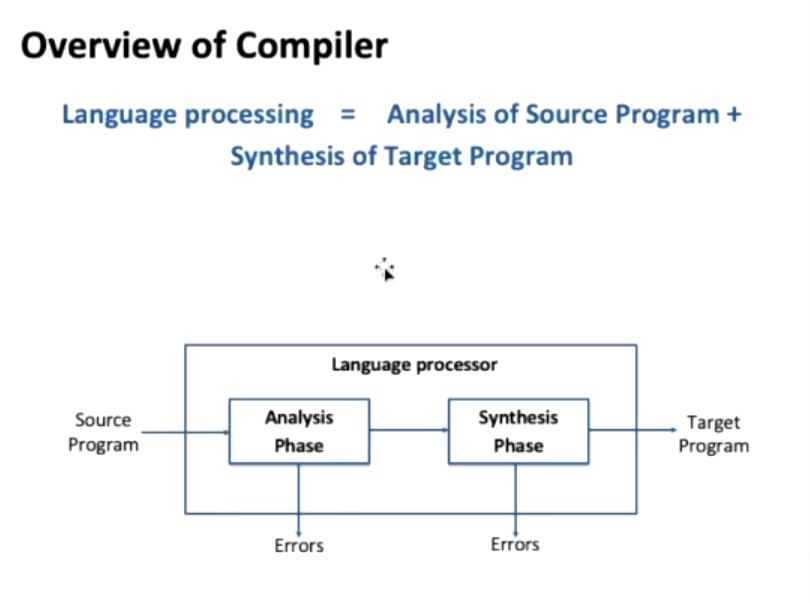 Overview of Compiler
Language processing = Analysis of Source Program +
Synthesis of Target Program
Language processor
Source
Program
Analysis
Phase
Synthesis
Phase
Target
Program
Errors
Errors